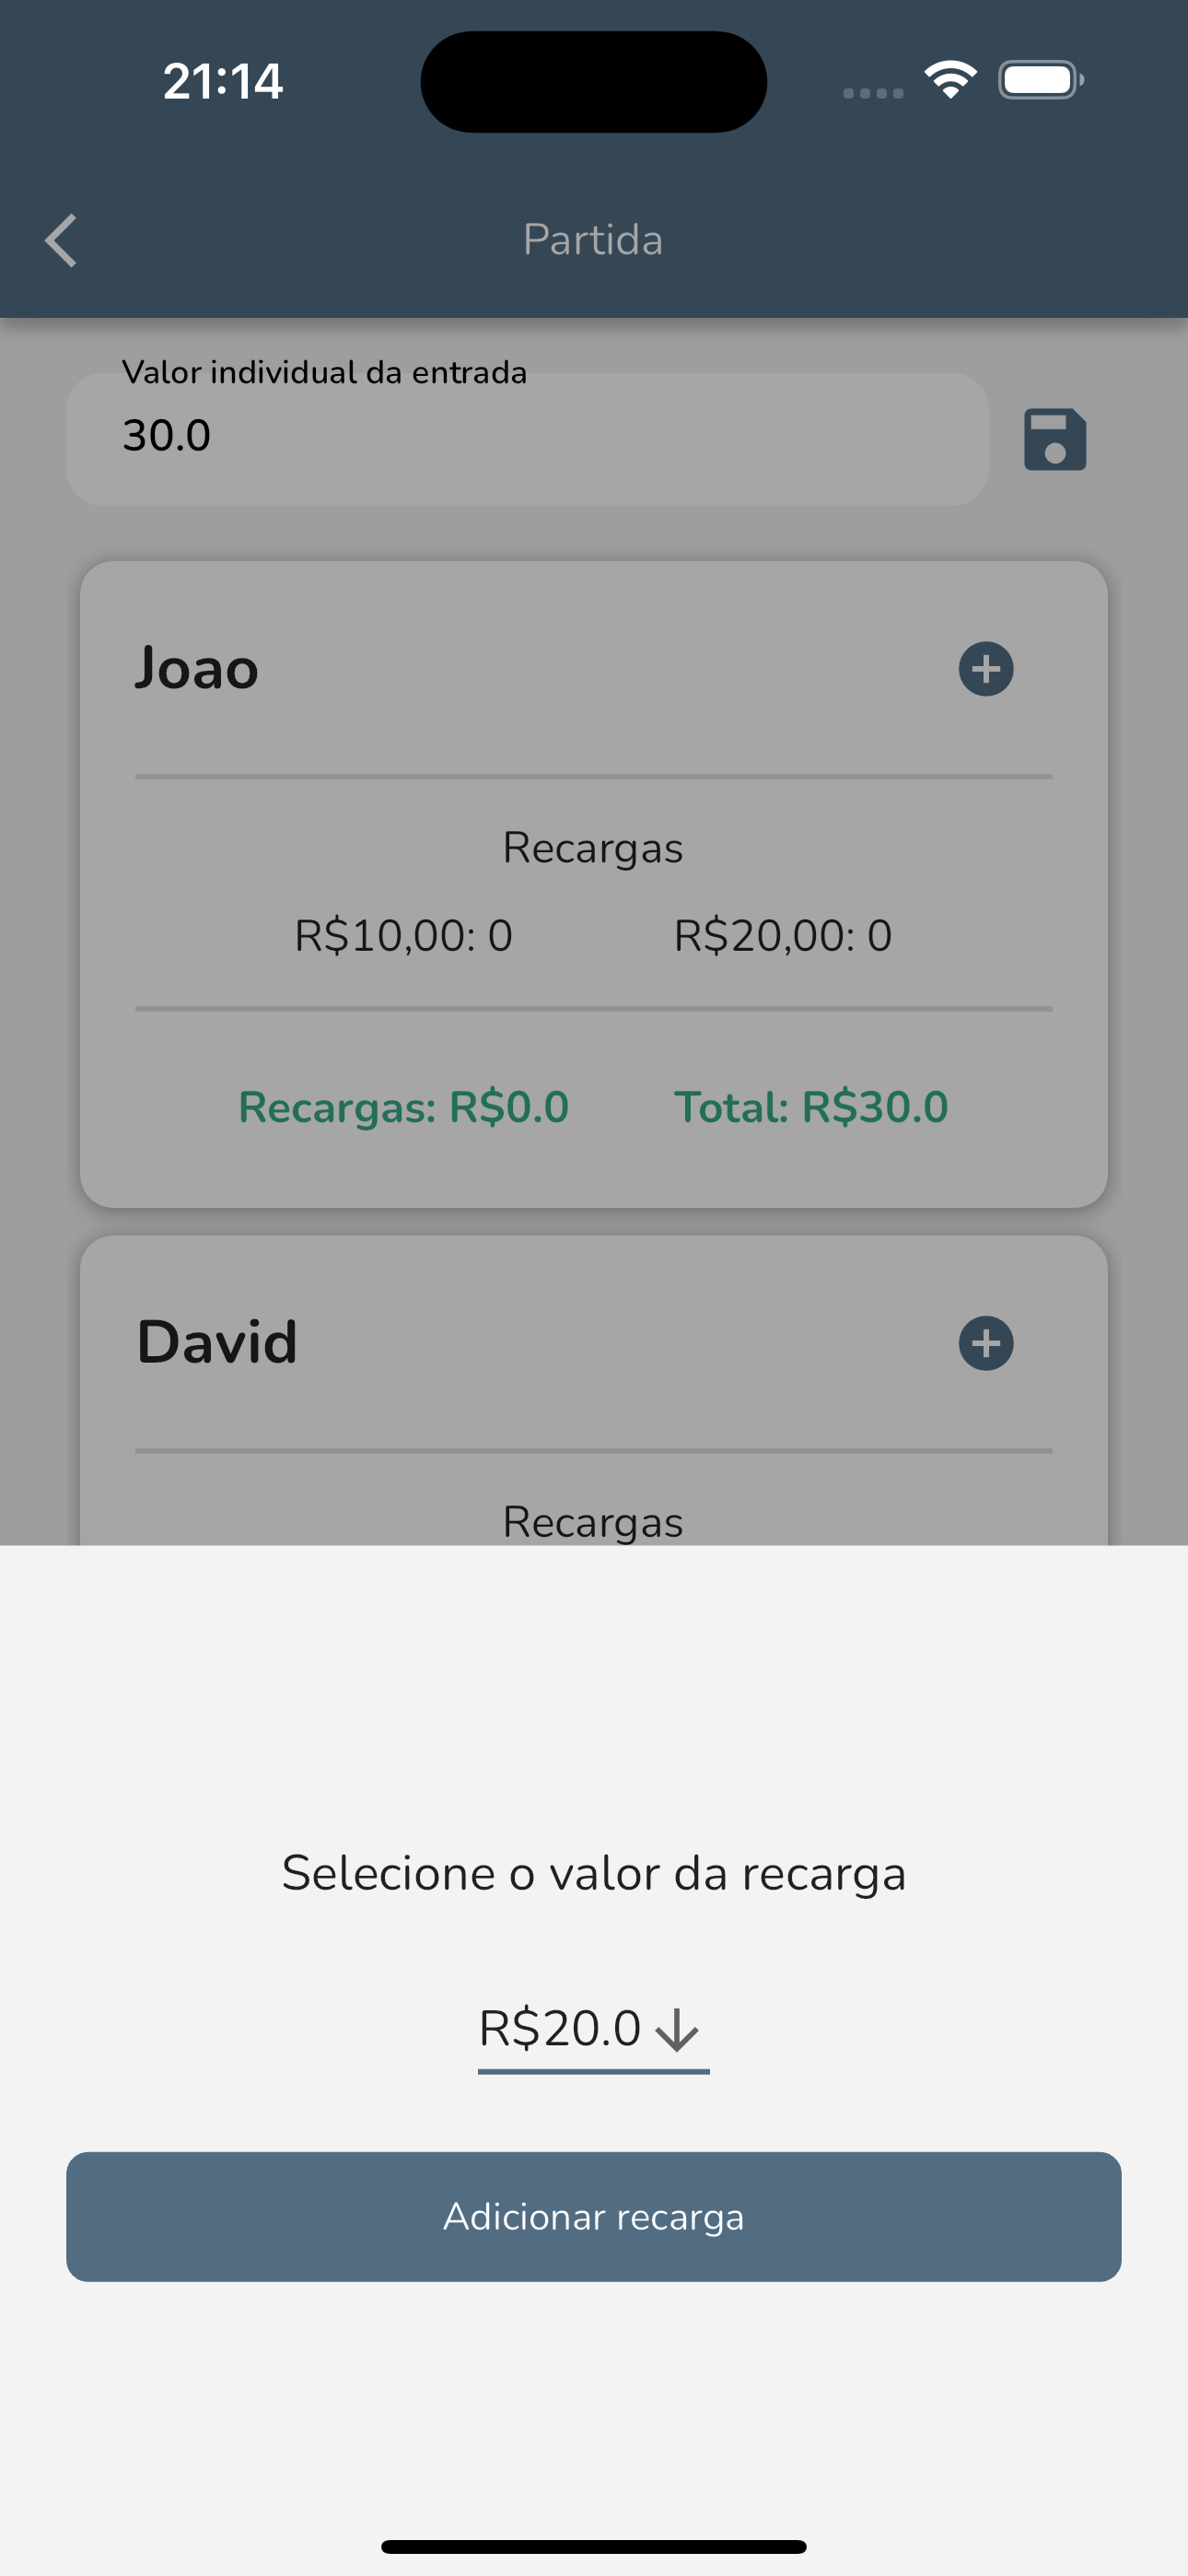 21:14
Partida
Valor individual da entrada
30.0
Joao
Recargas
R$10,00: 0 R$20,00: 0
Recargas: R$0.0 Total: R$30.0
David
Recargas
Selecione o valor da recarga
R$20.0
Adicionar recarga